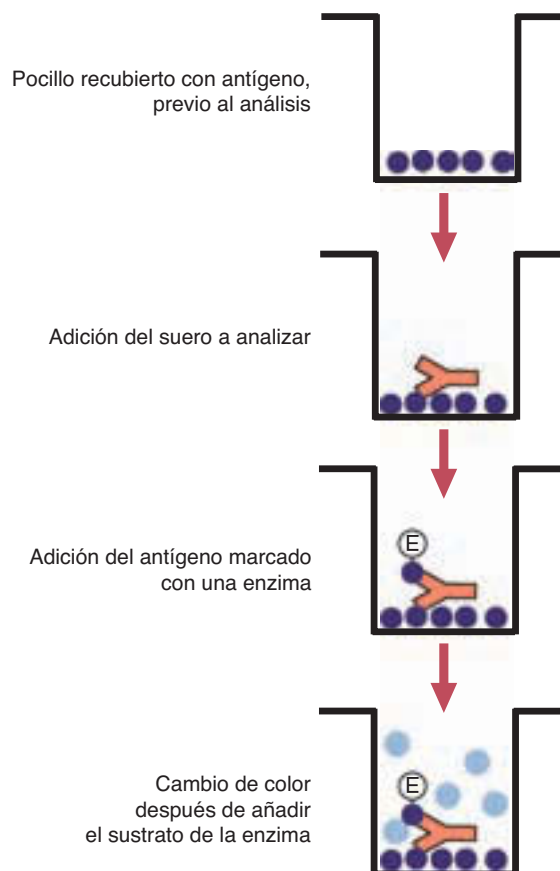 Pocillo recubierto con antígeno,
previo al análisis
Adición del suero a analizar
Adición del antígeno marcado
con una enzima
E
Cambio de color
después de añadir
el sustrato de la enzima
E